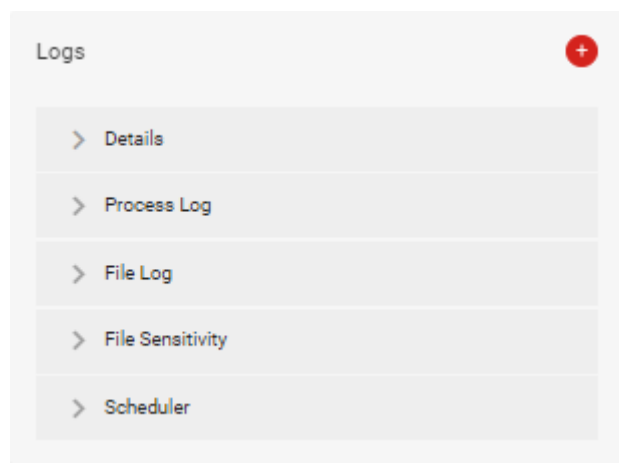 Logs
Details
Process Log
File Log
File Sensitivity
Scheduler